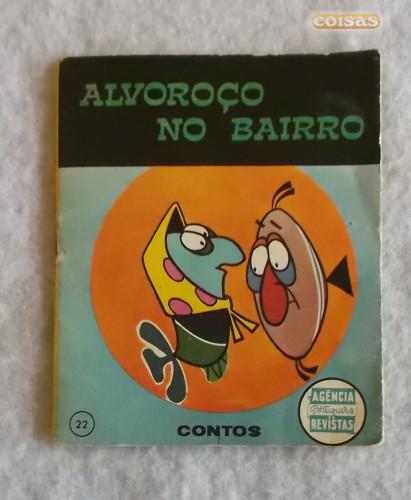 coisas
ALVOROÇO
NO BAIRRO
AGÊNCIA
Portuguesa
REVISTAS
22
CONTOS